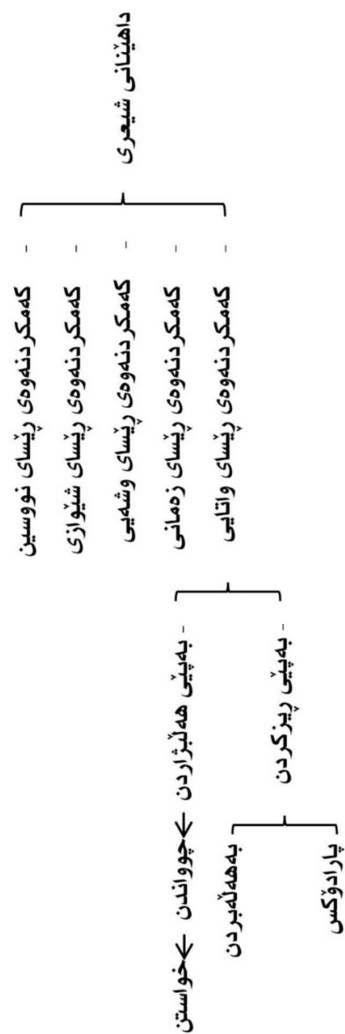 داهێنانی شیعری
- کەمکردنەوەی ڕێسای نووسین
- کەمکردنەوەی ڕێسای شێوازی
- کەمکردنەوەی ڕێسای وشەیی
- کەمکردنەوەی ڕێسای زەمانی
- کەمکردنەوەی ڕێسای واتایی
- بەپێی هەڵبژاردن ← چوواندن ← خواستن
- بەپێی ڕیزکردن
بەهەڵەبردن
پارادۆکس